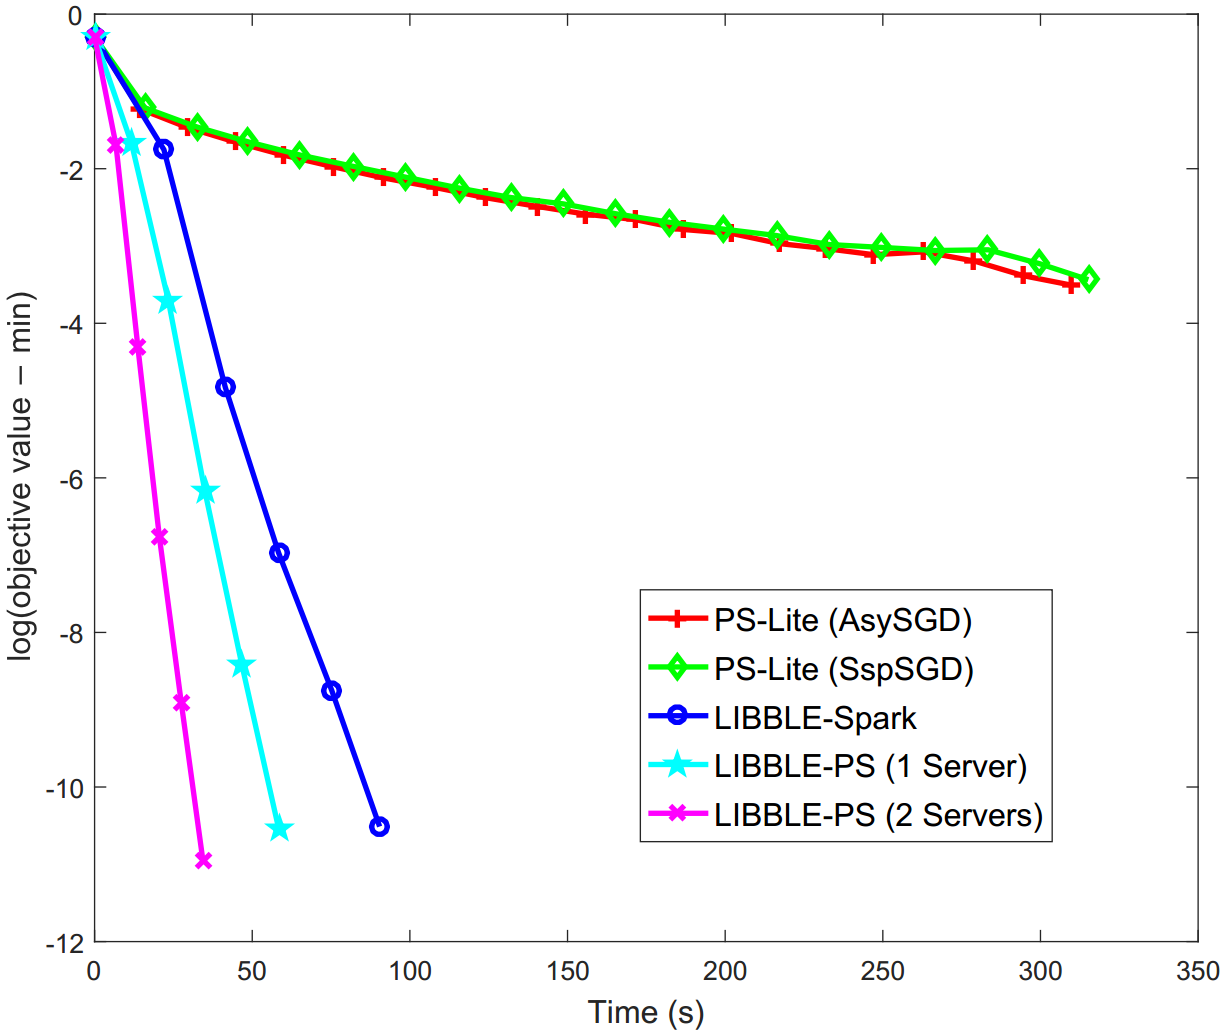 0
-2
-4
-6
-8
-10
-12
log(objective value − min)
PS-Lite (AsySGD)
PS-Lite (SspSGD)
LIBBLE-Spark
LIBBLE-PS (1 Server)
LIBBLE-PS (2 Servers)
0 50 100 150 200 250 300 350
Time (s)